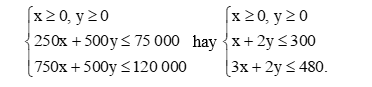 x ≥ 0, y ≥ 0
250x + 500y ≤ 75 000
750x + 500y ≤ 120 000
hay
x ≥ 0, y ≥ 0
x + 2y ≤ 300
3x + 2y ≤ 480.